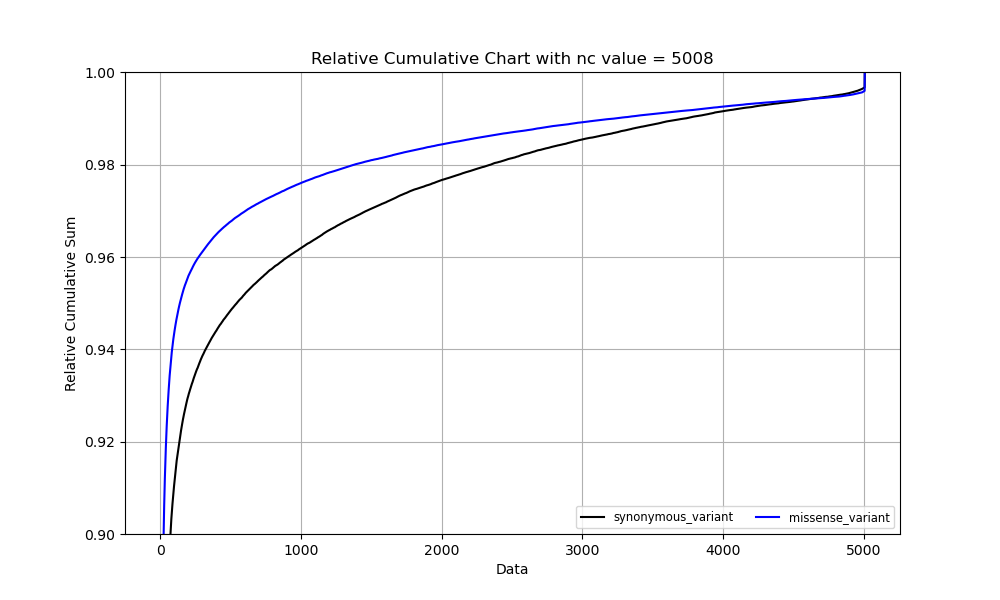 Relative Cumulative Chart with nc value = 5008
Relative Cumulative Sum
1.00
0.98
0.96
0.94
0.92
0.90
0
1000
2000
3000
4000
5000
Data
synonymous_variant
missense_variant